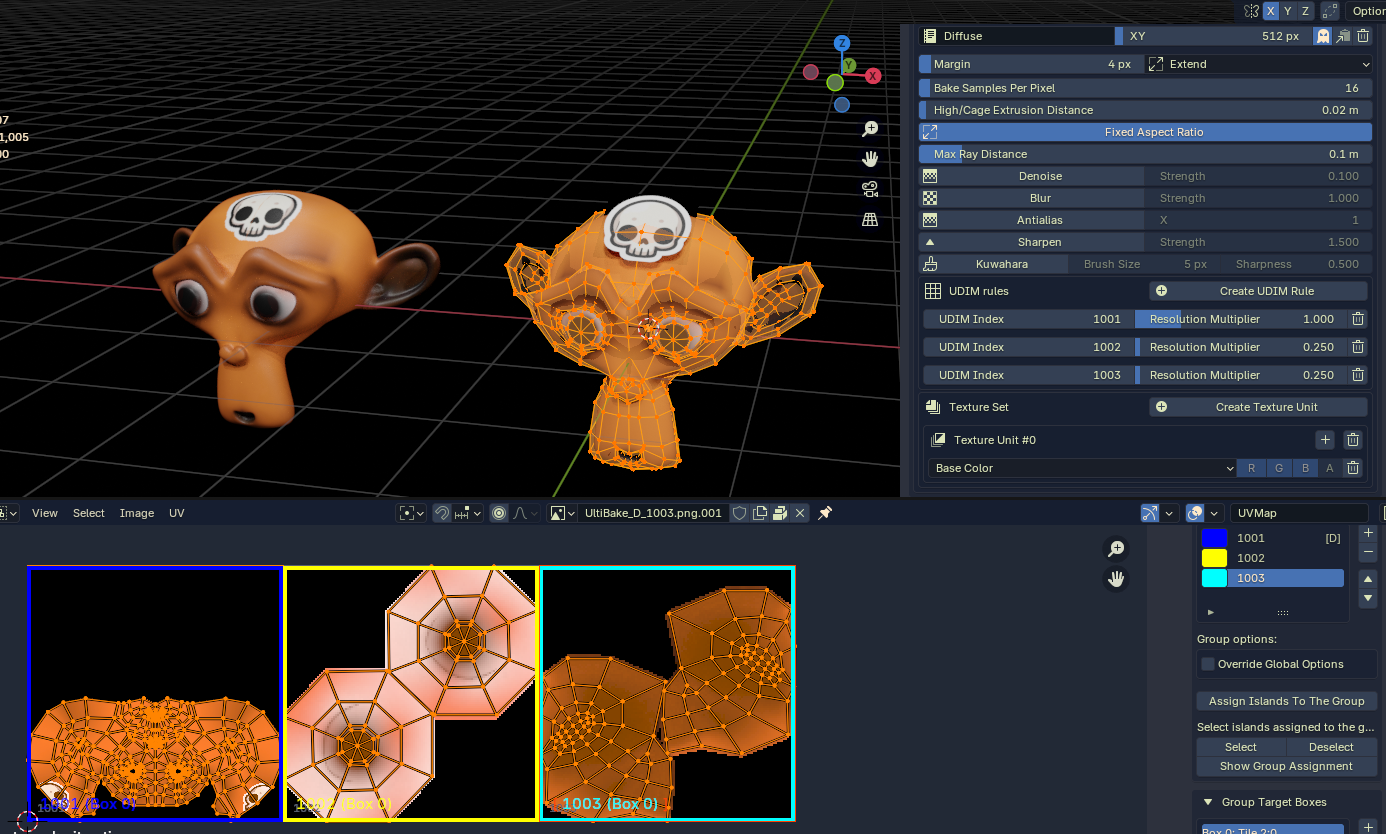 X Y Z Optior
Z
Y
X
07
1,005
00
Diffuse XY 512 px
Margin 4 px Extend
Bake Samples Per Pixel 16
High/Cage Extrusion Distance 0.02 m
Fixed Aspect Ratio
Max Ray Distance 0.1 m
Denoise Strength 0.100
Blur Strength 1.000
Antialias X 1
Sharpen Strength 1.500
Kuwahara Brush Size 5 px Sharpness 0.500
UDIM rules Create UDIM Rule
UDIM Index 1001 Resolution Multiplier 1.000
UDIM Index 1002 Resolution Multiplier 0.250
UDIM Index 1003 Resolution Multiplier 0.250
Texture Set Create Texture Unit
Texture Unit #0
Base Color R G B A
View Select Image UV UltiBake_D_1003.png.001 UVMap
1001 [D]
1002
1003
Group options:
Override Global Options
Assign Islands To The Group
Select islands assigned to the g...
Select Deselect
Show Group Assignment
Group Target Boxes
Box 0: Tile 2:0
1001 (Box 0)
1002 (Box 0)
1003 (Box 0)